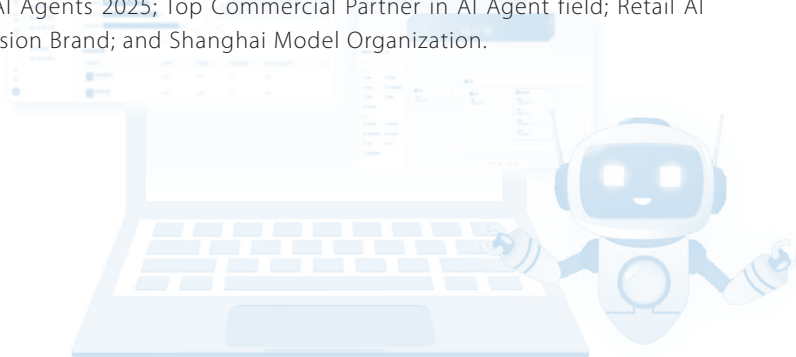 AI Agents 2025; Top Commercial Partner in AI Agent field; Retail AI
sion Brand; and Shanghai Model Organization.